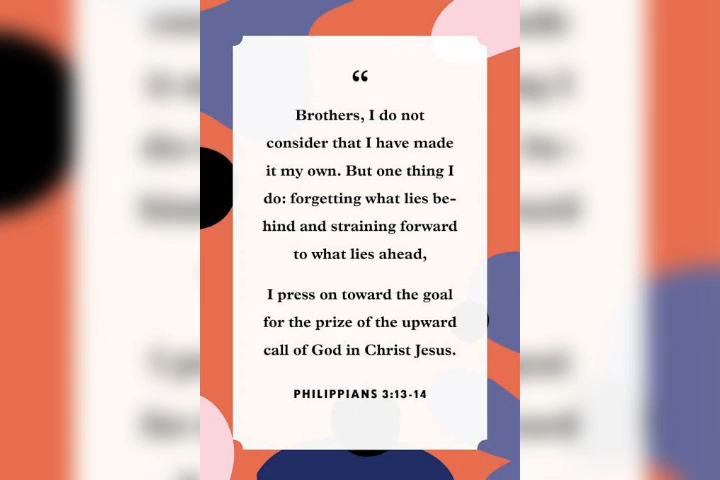 “
Brothers, I do not
consider that I have made
it my own. But one thing I
do: forgetting what lies be-
hind and straining forward
to what lies ahead,
I press on toward the goal
for the prize of the upward
call of God in Christ Jesus.
PHILIPPIANS 3:13-14